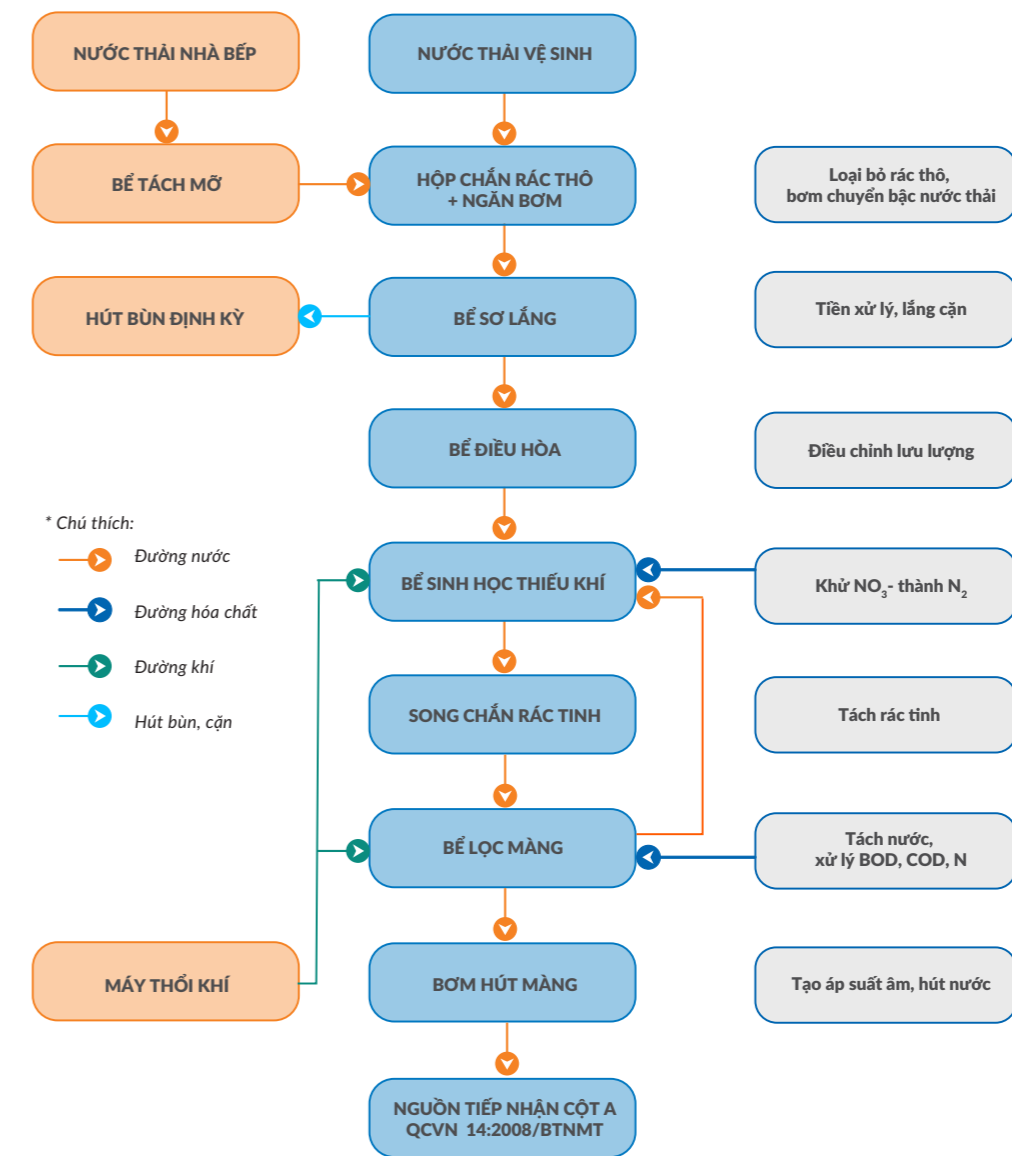 NƯỚC THẢI NHÀ BẾP
NƯỚC THẢI VỆ SINH
BỂ TÁCH MỠ
HỘP CHẮN RÁC THÔ
+ NGĂN BƠM
Loại bỏ rác thô,
bơm chuyển bậc nước thải
HÚT BÙN ĐỊNH KỲ
BỂ SƠ LẮNG
Tiền xử lý, lắng cặn
BỂ ĐIỀU HÒA
Điều chỉnh lưu lượng
* Chú thích:
Đường nước
Đường hóa chất
Đường khí
Hút bùn, cặn
BỂ SINH HỌC THIẾU KHÍ
Khử NO₃- thành N₂
SONG CHẮN RÁC TINH
Tách rác tinh
BỂ LỌC MÀNG
Tách nước,
xử lý BOD, COD, N
MÁY THỔI KHÍ
BƠM HÚT MÀNG
Tạo áp suất âm, hút nước
NGUỒN TIẾP NHẬN CỘT A
QCVN 14:2008/BTNMT